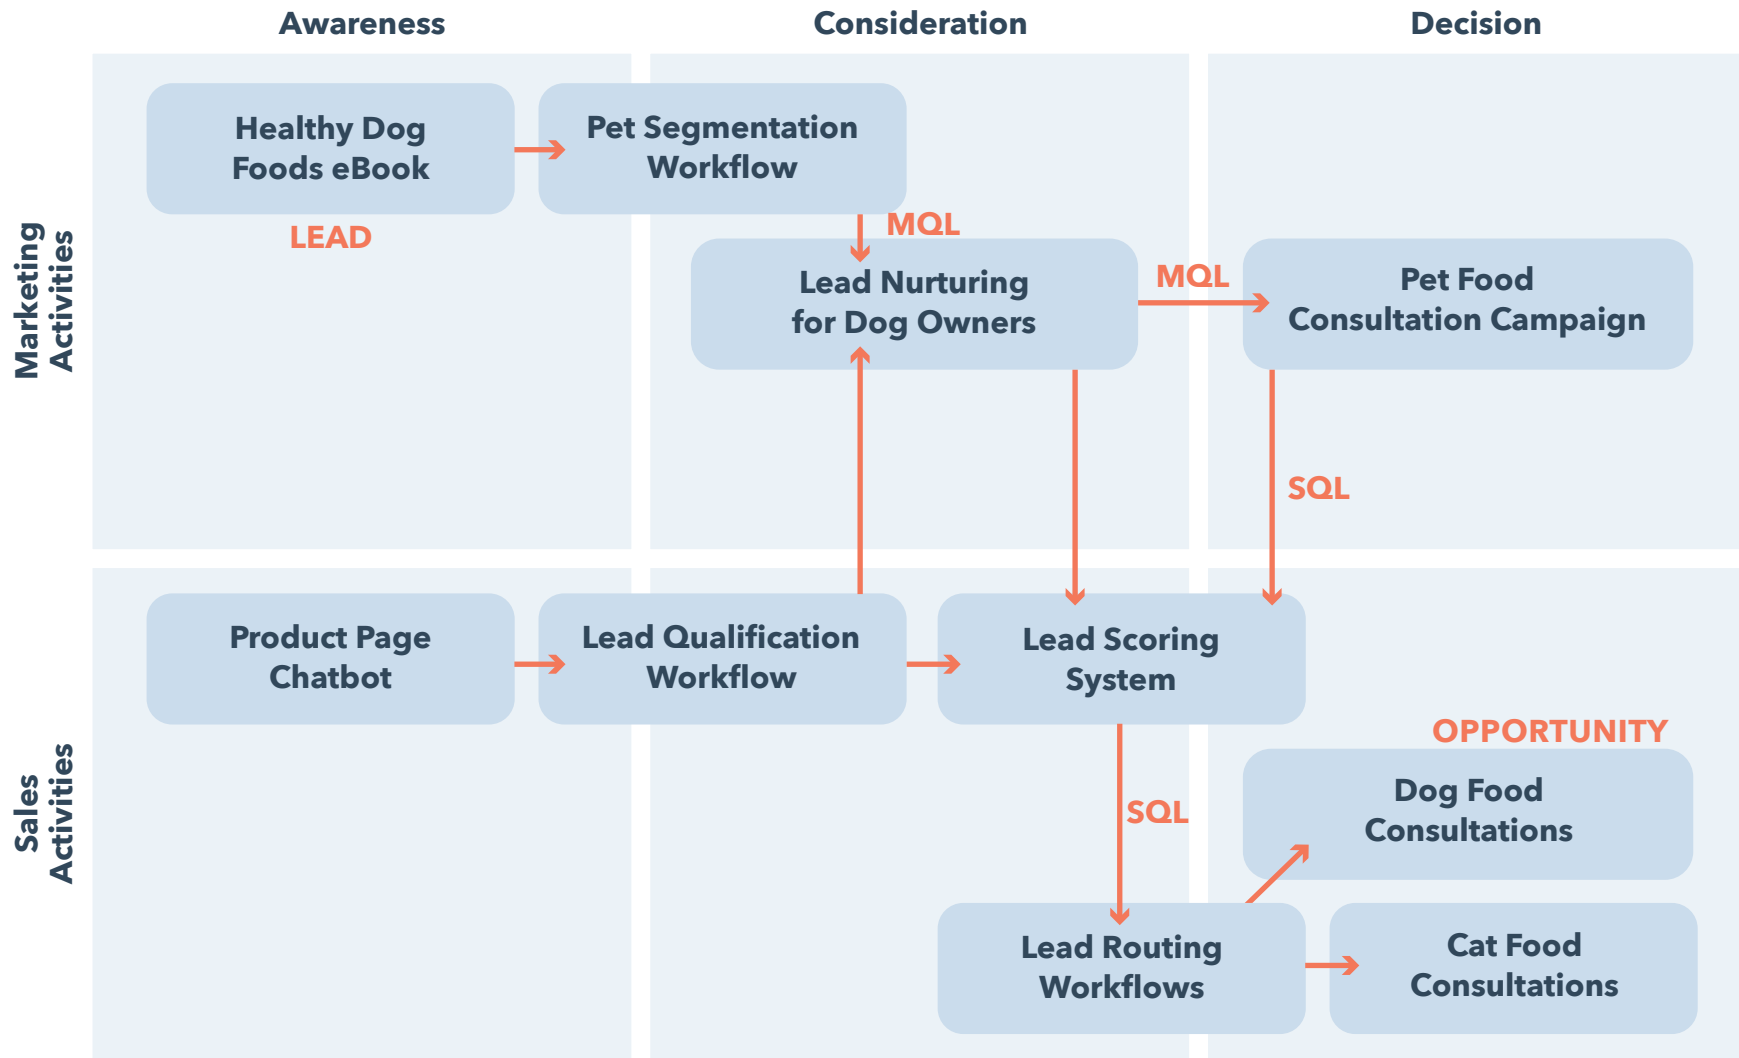 Awareness
Consideration
Decision
Marketing
Activities
Healthy Dog
Foods eBook
LEAD
Pet Segmentation
Workflow
MQL
Lead Nurturing
for Dog Owners
MQL
Pet Food
Consultation Campaign
SQL
Sales
Activities
Product Page
Chatbot
Lead Qualification
Workflow
Lead Scoring
System
SQL
OPPORTUNITY
Dog Food
Consultations
Lead Routing
Workflows
Cat Food
Consultations